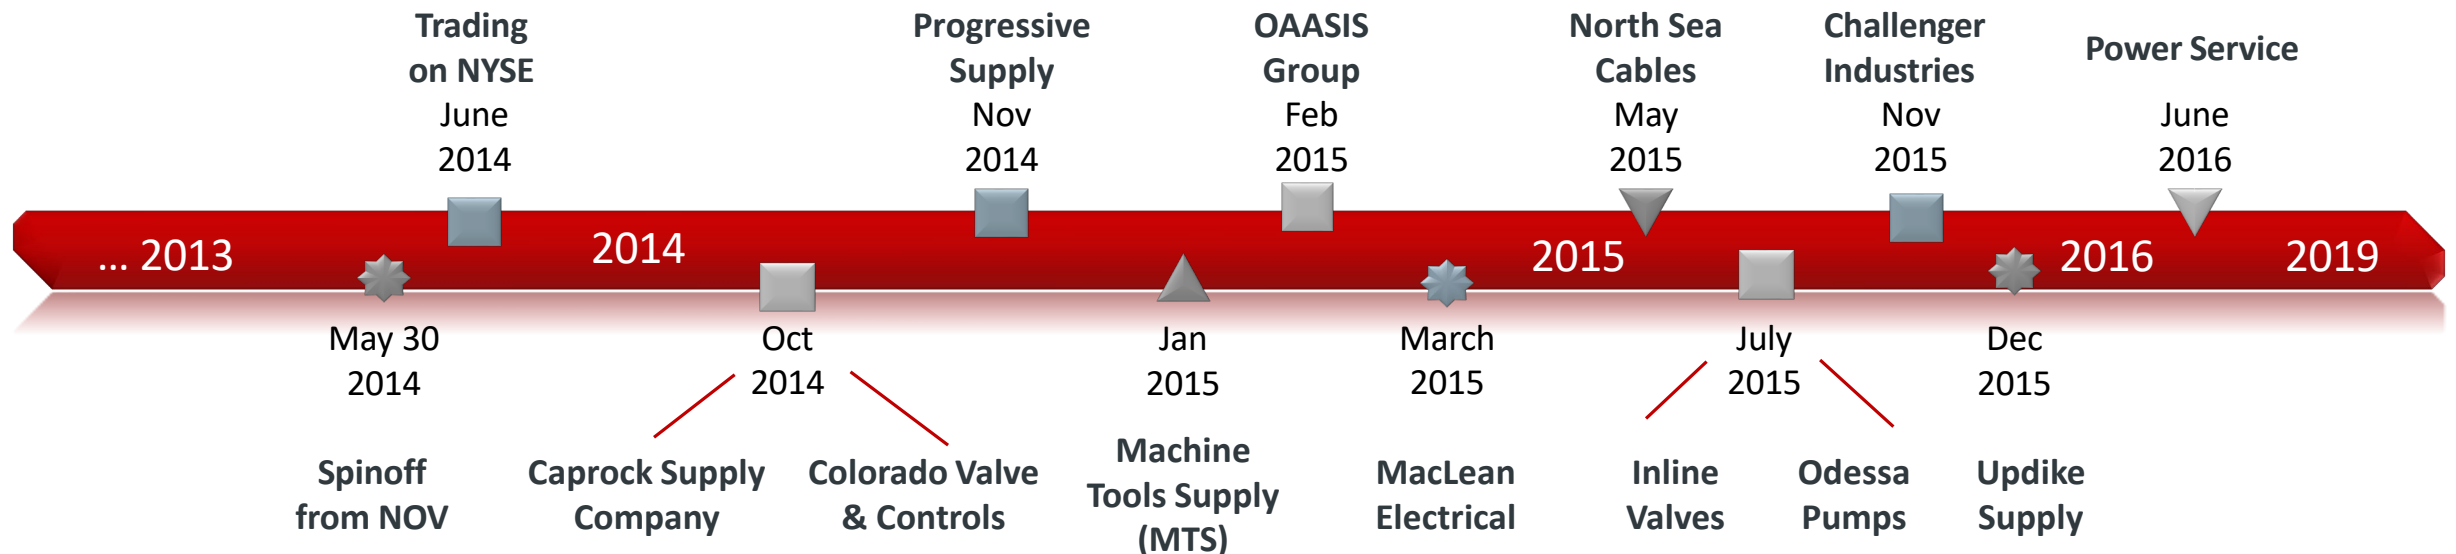 Trading
on NYSE
June
2014
Progressive
Supply
Nov
2014
OAASIS
Group
Feb
2015
North Sea
Cables
May
2015
Challenger
Industries
Nov
2015
Power Service
June
2016
... 2013
2014
2015
2016
2019
May 30
2014
Spinoff
from NOV
Oct
2014
Caprock Supply
Company
Colorado Valve
& Controls
Jan
2015
Machine
Tools Supply
(MTS)
March
2015
MacLean
Electrical
July
2015
Inline
Valves
Odessa
Pumps
Dec
2015
Updike
Supply